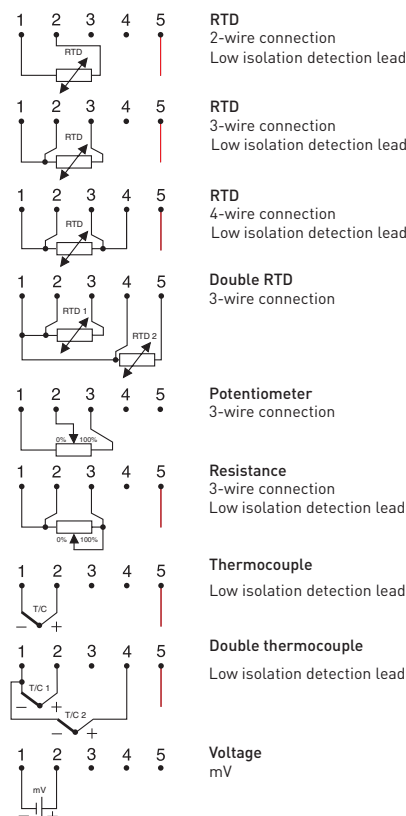 1 2 3 4 5
RTD
RTD
2-wire connection
Low isolation detection lead
1 2 3 4 5
RTD
RTD
3-wire connection
Low isolation detection lead
1 2 3 4 5
RTD
RTD
4-wire connection
Low isolation detection lead
1 2 3 4 5
RTD 1
RTD 2
Double RTD
3-wire connection
1 2 3 4 5
0% 100%
Potentiometer
3-wire connection
1 2 3 4 5
0% 100%
Resistance
3-wire connection
Low isolation detection lead
1 2 3 4 5
T/C
– +
Thermocouple
Low isolation detection lead
1 2 3 4 5
T/C 1
– +
T/C 2
– +
Double thermocouple
Low isolation detection lead
1 2 3 4 5
mV
– +
Voltage
mV